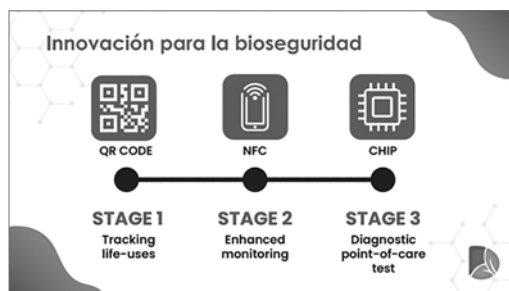 Innovación para la bioseguridad
QR CODE
NFC
CHIP
STAGE 1
STAGE 2
STAGE 3
Tracking
life-uses
Enhanced
monitoring
Diagnostic
point-of-care
test